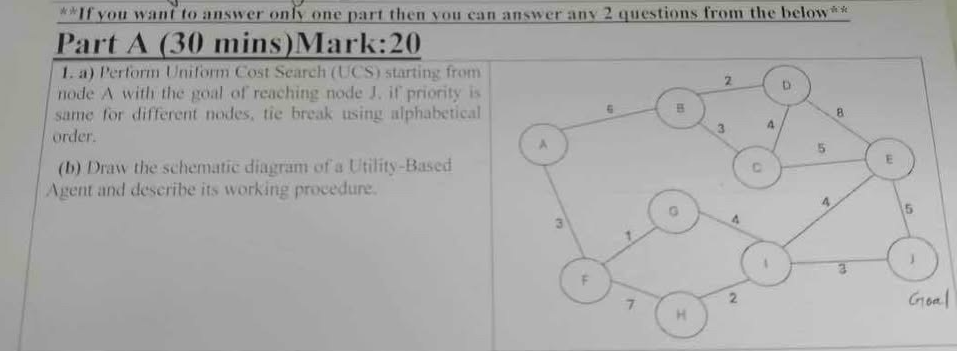 **If you want to answer only one part then you can answer any 2 questions from the below**
Part A (30 mins)Mark:20
1. a) Perform Uniform Cost Search (UCS) starting from
node A with the goal of reaching node J. if priority is
same for different nodes, tie break using alphabetical
order.
(b) Draw the schematic diagram of a Utility-Based
Agent and describe its working procedure.
2
D
6
B
8
3
4
A
5
C
E
G
4
4
5
3
1
I
3
J
F
7
2
H
Goal